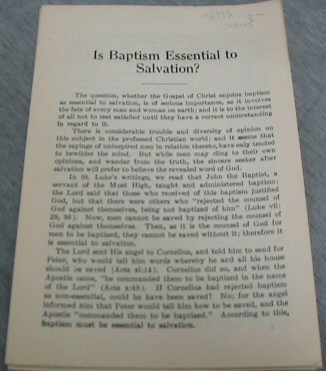 Is Baptism Essential to
Salvation?
The question, whether the Gospel of Christ enjoins baptism
as essential to salvation, is of serious importance, as it involves
the fate of every man and woman on earth; and it is to the interest
of all not to rest satisfied until they have a correct understanding
in regard to it.
There is considerable trouble and diversity of opinion on
this subject in the professed Christian world; and it seems that
the sayings of uninspired men in relation thereto, have only tended
to bewilder the mind. But while men may cling to their own
opinions, and wander from the truth, the sincere seeker after
salvation will prefer to believe the revealed word of God.
In St. Luke's writings, we read that John the Baptist, a
servant of the Most High, taught and administered baptism;
the Lord said that those who received of this baptism justified
God, but that there were others who "rejected the counsel of
God against themselves, being not baptized of him" (Luke vii:
29, 30). Now, men cannot be saved by rejecting the counsel of
God against themselves. Then, as it is the counsel of God for
men to be baptized, they cannot be saved without it; therefore it
is essential to salvation.
The Lord sent His angel to Cornelius, and told him to send for
Peter, who would tell him words whereby he and all his house
should be saved (Acts xi:14). Cornelius did so, and when the
Apostle came, "he commanded them to be baptized in the name
of the Lord" (Acts x:48). If Cornelius had rejected baptism
as non-essential, could he have been saved? No; for the angel
informed him that Peter would tell him how to be saved, and the
Apostle "commanded them to be baptized." According to this,
Baptism must be essential to salvation.